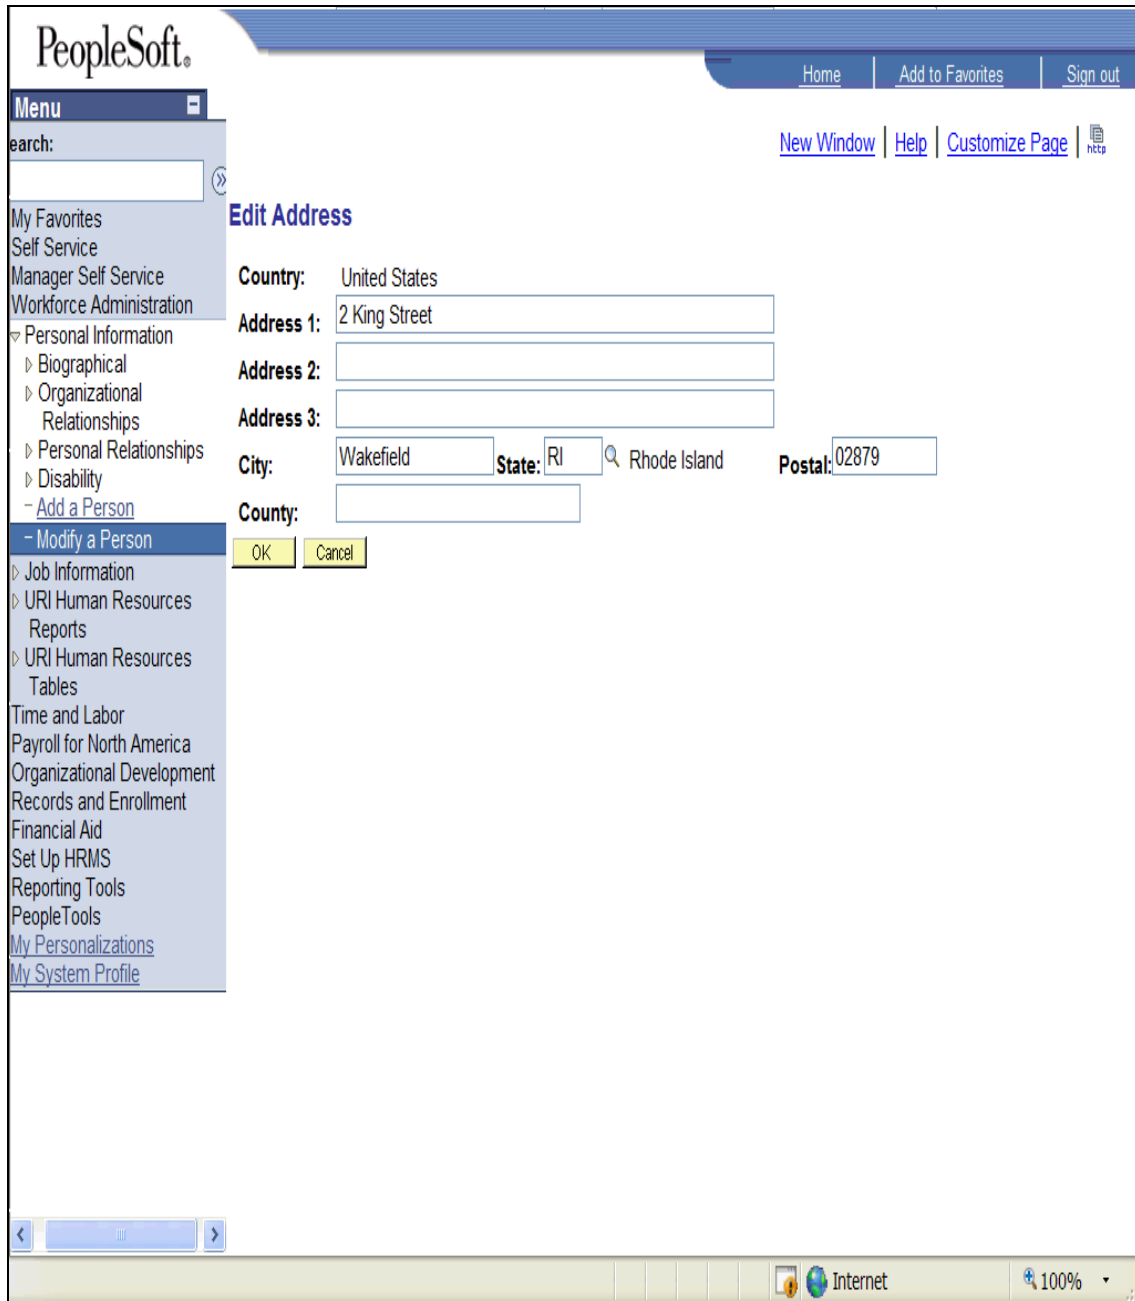 PeopleSoft®
Home
Add to Favorites
Sign out
Menu
earch:
New Window
Help
Customize Page
http
My Favorites
Self Service
Manager Self Service
Workforce Administration
Personal Information
Biographical
Organizational
Relationships
Personal Relationships
Disability
Add a Person
Modify a Person
Job Information
URI Human Resources
Reports
URI Human Resources
Tables
Time and Labor
Payroll for North America
Organizational Development
Records and Enrollment
Financial Aid
Set Up HRMS
Reporting Tools
PeopleTools
My Personalizations
My System Profile
Edit Address
Country: United States
Address 1: 2 King Street
Address 2:
Address 3:
City: Wakefield State: RI Rhode Island Postal: 02879
County:
OK Cancel
Internet 100%